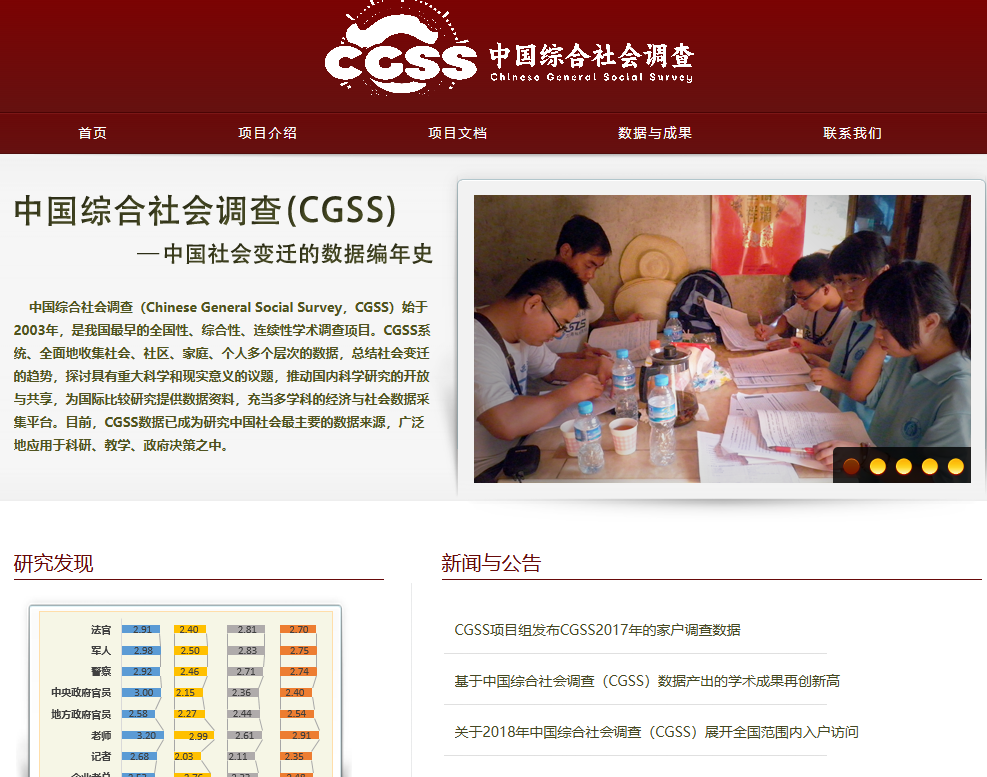 CGSS 中国综合社会调查
Chinese General Social Survey
首页 项目介绍 项目文档 数据与成果 联系我们
中国综合社会调查(CGSS)
—中国社会变迁的数据编年史
中国综合社会调查（Chinese General Social Survey，CGSS）始于
2003年，是我国最早的全国性、综合性、连续性学术调查项目。CGSS系
统、全面地收集社会、社区、家庭、个人多个层次的数据，总结社会变迁
的趋势，探讨具有重大科学和现实意义的议题，推动国内科学研究的开放
与共享，为国际比较研究提供数据资料，充当多学科的经济与社会数据采
集平台。目前，CGSS数据已成为研究中国社会最主要的数据来源，广泛
地应用于科研、教学、政府决策之中。
研究发现
法官 2.91 2.40 2.81 2.70
军人 2.98 2.50 2.83 2.75
警察 2.92 2.46 2.71 2.74
中央政府官员 3.00 2.15 2.36 2.40
地方政府官员 2.58 2.27 2.44 2.54
老师 3.20 2.99 2.61 2.91
记者 2.68 2.03 2.11 2.35
新闻与公告
CGSS项目组发布CGSS2017年的家户调查数据
基于中国综合社会调查（CGSS）数据产出的学术成果再创新高
关于2018年中国综合社会调查（CGSS）展开全国范围内入户访问